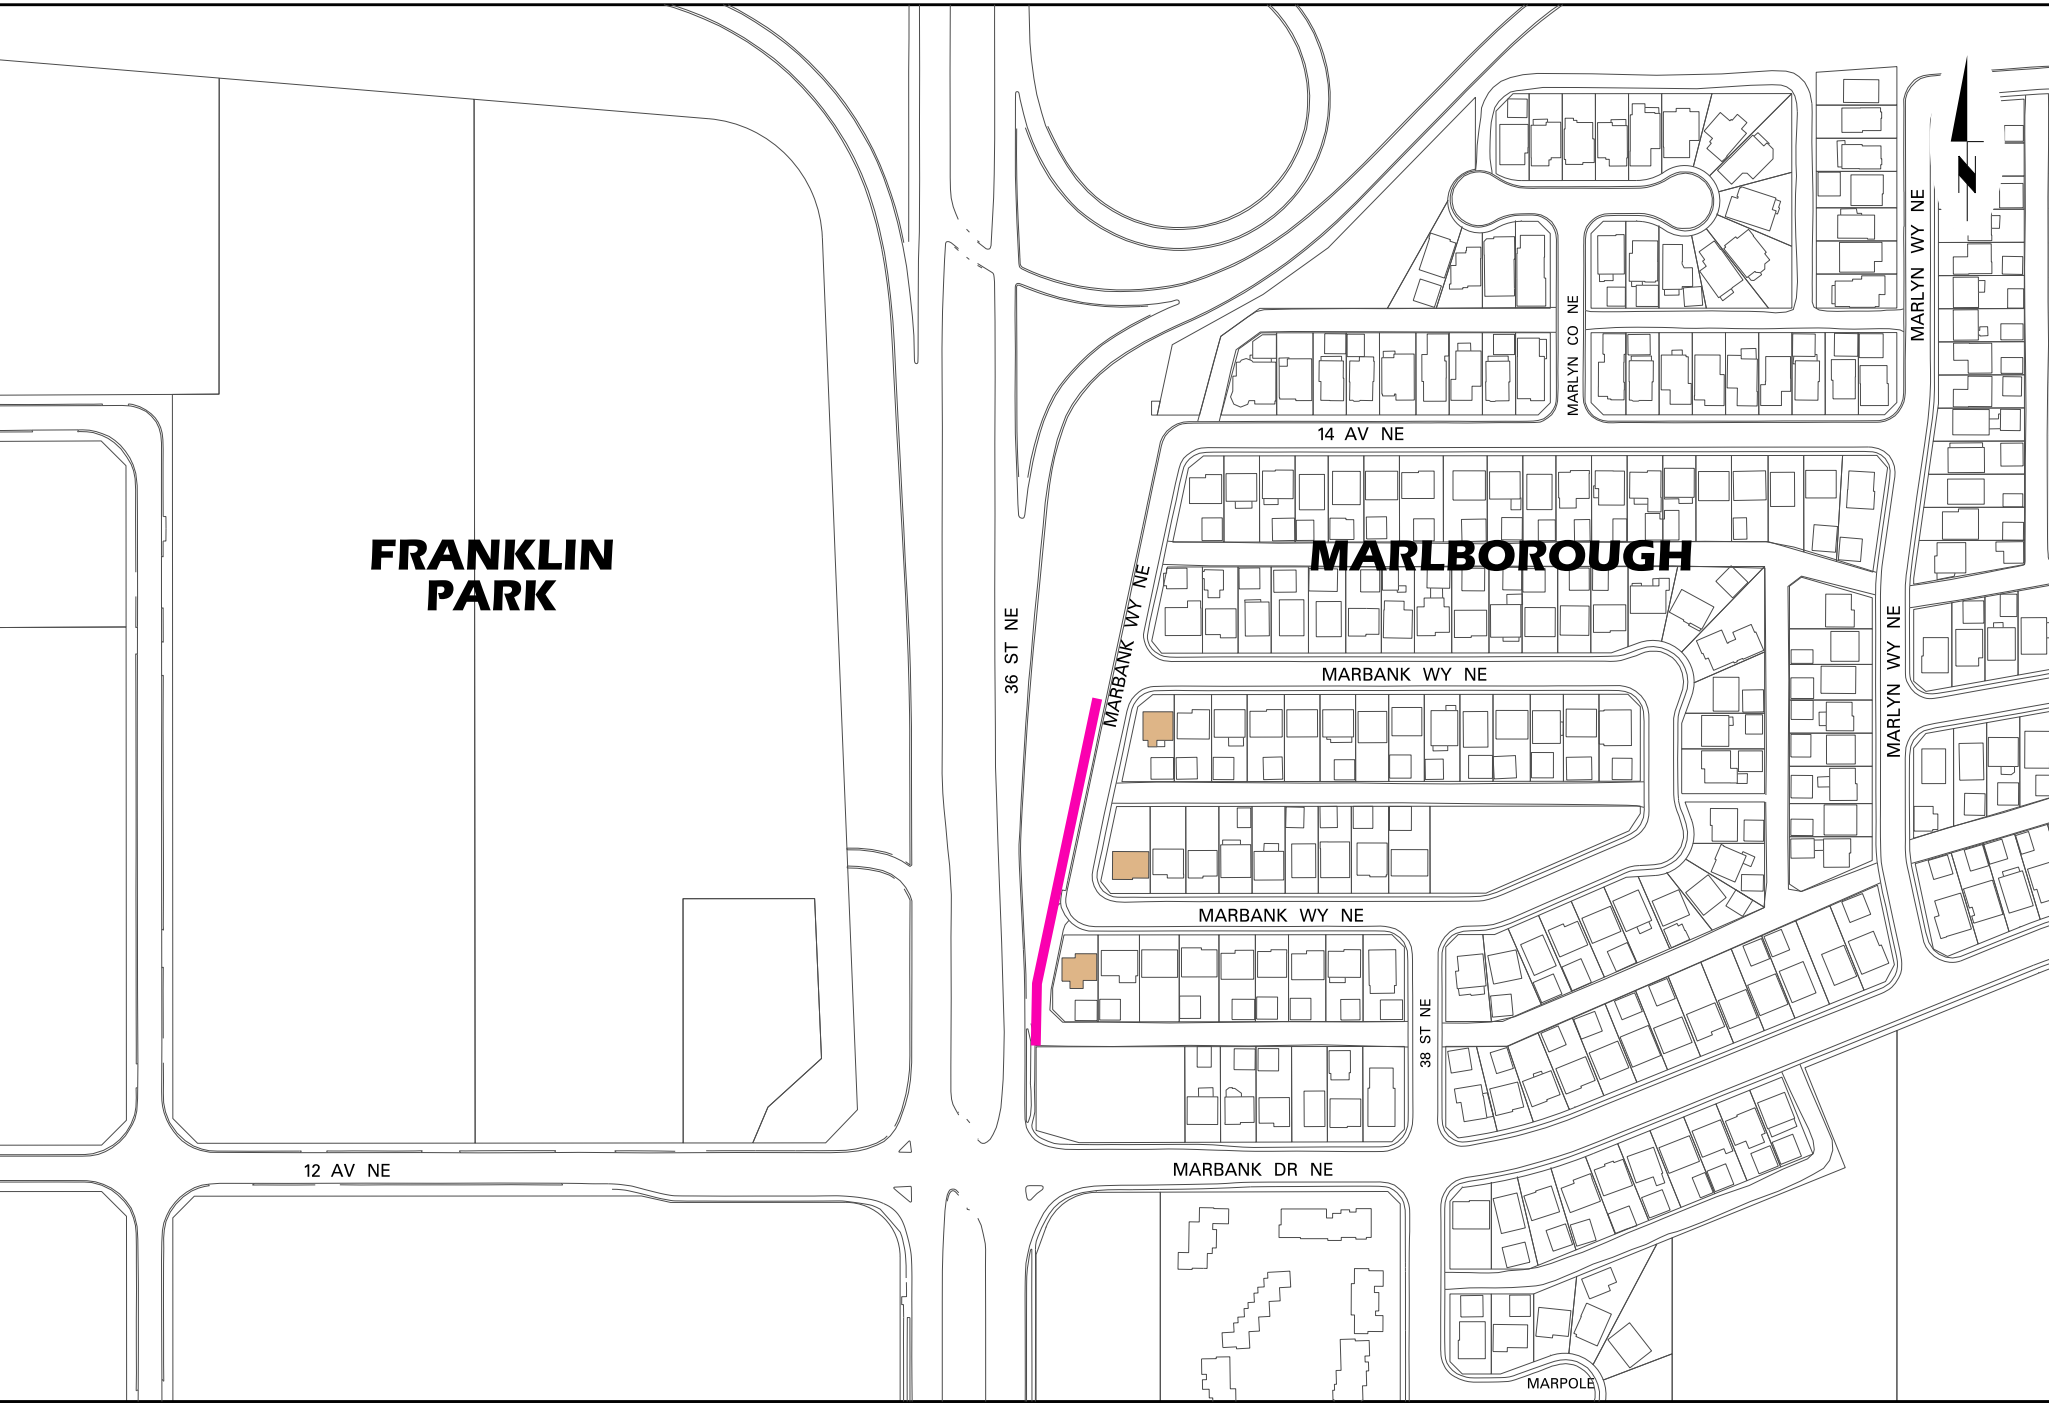 MARLYN WY NE
MARLYN CO NE
14 AV NE
FRANKLIN
PARK
MARLBOROUGH
36 ST NE
MARBANK WY NE
MARBANK WY NE
MARLYN WY NE
MARBANK WY NE
38 ST NE
12 AV NE
MARBANK DR NE
MARPOLE
N